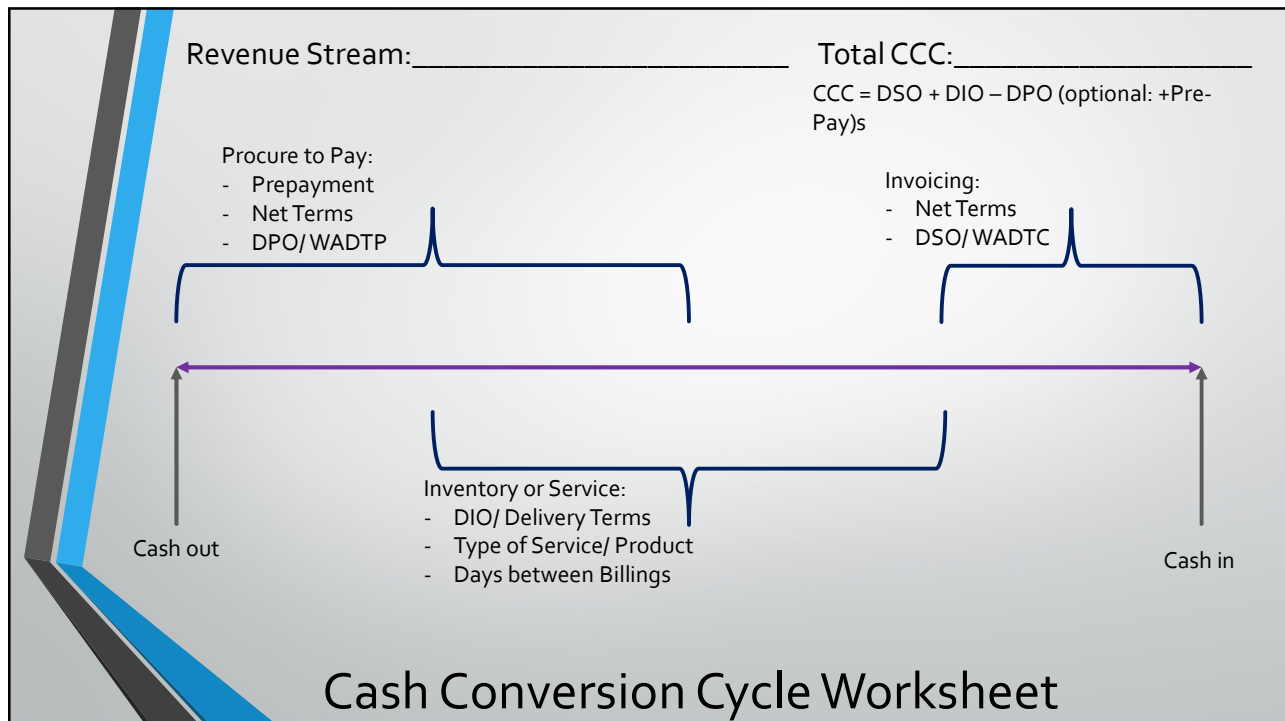 Revenue Stream:________________________
Total CCC:___________________
CCC = DSO + DIO – DPO (optional: +Pre-
Pay)s
Procure to Pay:
- Prepayment
- Net Terms
- DPO/ WADTP
Invoicing:
- Net Terms
- DSO/ WADTC
Inventory or Service:
- DIO/ Delivery Terms
- Type of Service/ Product
- Days between Billings
Cash out
Cash in
Cash Conversion Cycle Worksheet